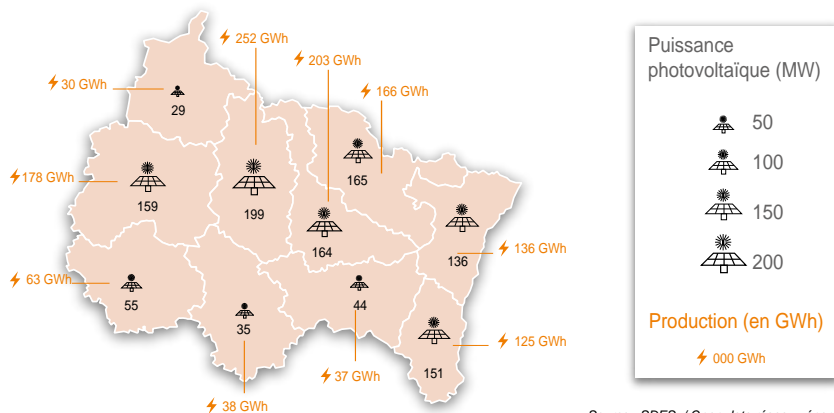 252 GWh
203 GWh
30 GWh
166 GWh
29
165
178 GWh
159
199
164
136
136 GWh
63 GWh
55
35
44
151
125 GWh
37 GWh
38 GWh
Puissance
photovoltaïque (MW)
50
100
150
200
Production (en GWh)
000 GWh